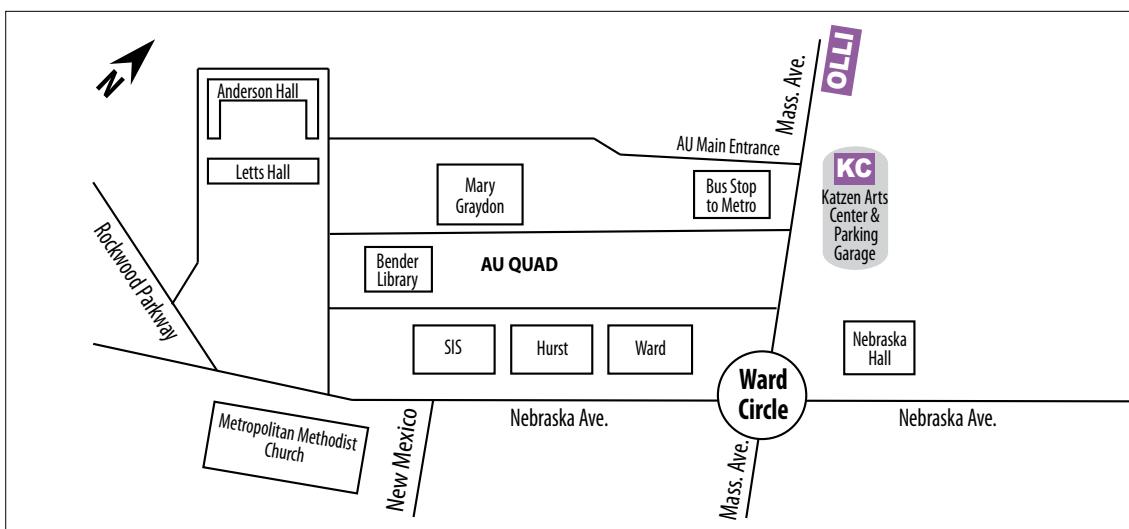 N
Anderson Hall
Letts Hall
Rockwood Parkway
Mary
Graydon
Bender
Library
AU QUAD
AU Main Entrance
Bus Stop
to Metro
Mass. Ave.
OLLI
KC
Katzen Arts
Center &
Parking
Garage
SIS
Hurst
Ward
Ward
Circle
Nebraska
Hall
Nebraska Ave.
Nebraska Ave.
Metropolitan Methodist
Church
New Mexico
Mass. Ave.